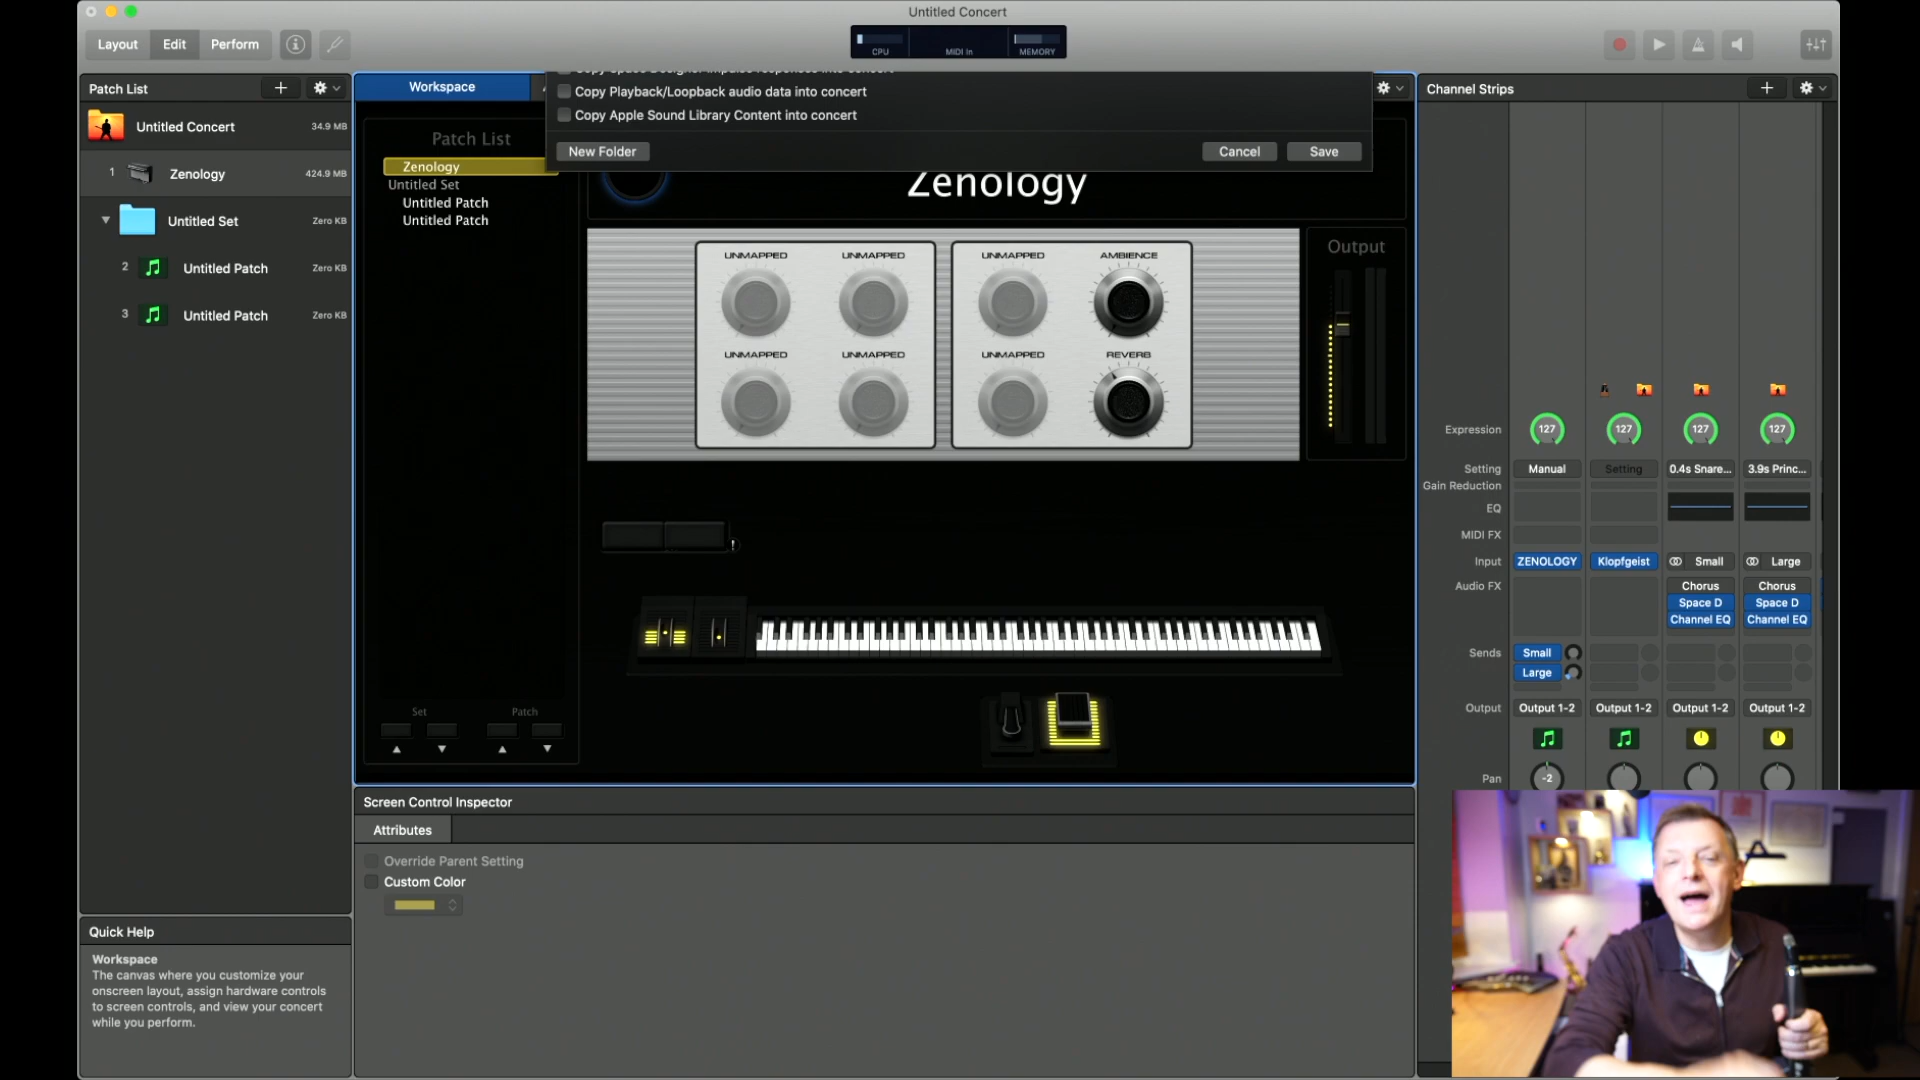 Untitled Concert
Layout
Edit
Perform
CPU
MIDI In
MEMORY
Patch List
Workspace
Copy Space Designer impulse responses into concert
Copy Playback/Loopback audio data into concert
Copy Apple Sound Library Content into concert
New Folder
Cancel
Save
Channel Strips
Untitled Concert
34.9 MB
1
Zenology
424.9 MB
Untitled Set
Zero KB
2
Untitled Patch
Zero KB
3
Untitled Patch
Zero KB
Patch List
Zenology
Untitled Set
Untitled Patch
Untitled Patch
Zenology
UNMAPPED
UNMAPPED
UNMAPPED
AMBIENCE
UNMAPPED
UNMAPPED
UNMAPPED
REVERB
Output
Set
Patch
Expression
127
127
127
127
Setting
Manual
Setting
0.4s Snare...
3.9s Princ...
Gain Reduction
EQ
MIDI FX
Input
ZENOLOGY
Klopfgeist
Small
Large
Audio FX
Chorus
Chorus
Space D
Space D
Channel EQ
Channel EQ
Sends
Small
Large
Output
Output 1-2
Output 1-2
Output 1-2
Output 1-2
Pan
-2
Screen Control Inspector
Attributes
Override Parent Setting
Custom Color
Quick Help
Workspace
The canvas where you customize your
onscreen layout, assign hardware controls
to screen controls, and view your concert
while you perform.